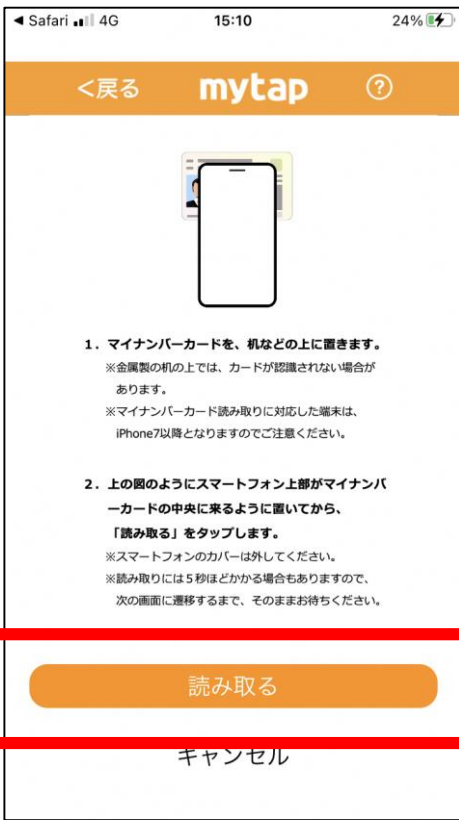 ◀ Safari 4G 15:10 24%
<戻る mytap ?
1. マイナンバーカードを、机などの上に置きます。
※金属製の机の上では、カードが認識されない場合が
あります。
※マイナンバーカード読み取りに対応した端末は、
iPhone7以降となりますのでご注意ください。
2. 上の図のようにスマートフォン上部がマイナンバ
ーカードの中央に来るように置いてから、
「読み取る」をタップします。
※スマートフォンのカバーは外してください。
※読み取りには５秒ほどかかる場合もありますので、
次の画面に遷移するまで、そのままお待ちください。
読み取る
キャンセル